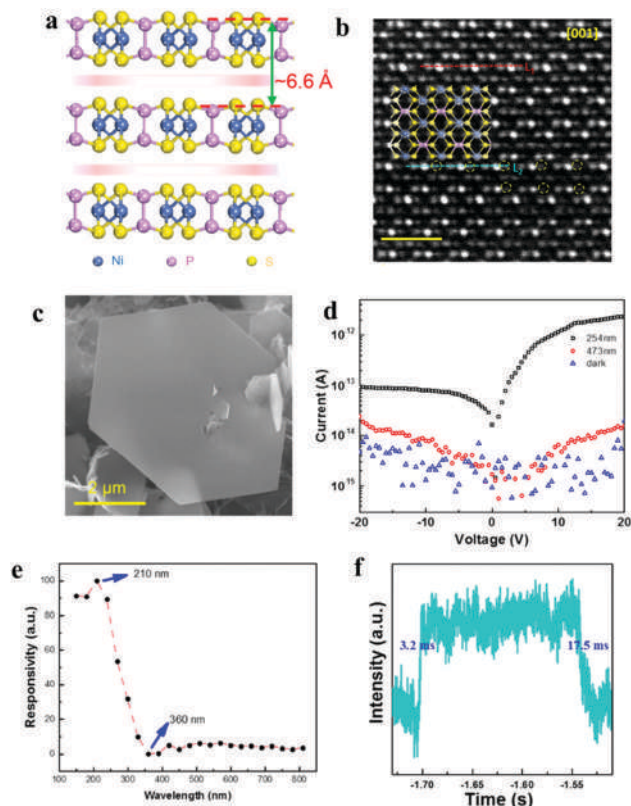 a
~6.6 Å
Ni
P
S
b
[001]
L₂
c
2 μm
d
Current (A)
10⁻¹²
10⁻¹³
10⁻¹⁴
10⁻¹⁵
254nm
473nm
dark
-20
-10
0
10
20
Voltage (V)
e
Responsivity (a.u.)
100
80
60
40
20
0
210 nm
360 nm
100
200
300
400
500
600
700
800
Wavelength (nm)
f
Intensity (a.u.)
3.2 ms
17.5 ms
-1.70
-1.65
-1.60
-1.55
Time (s)